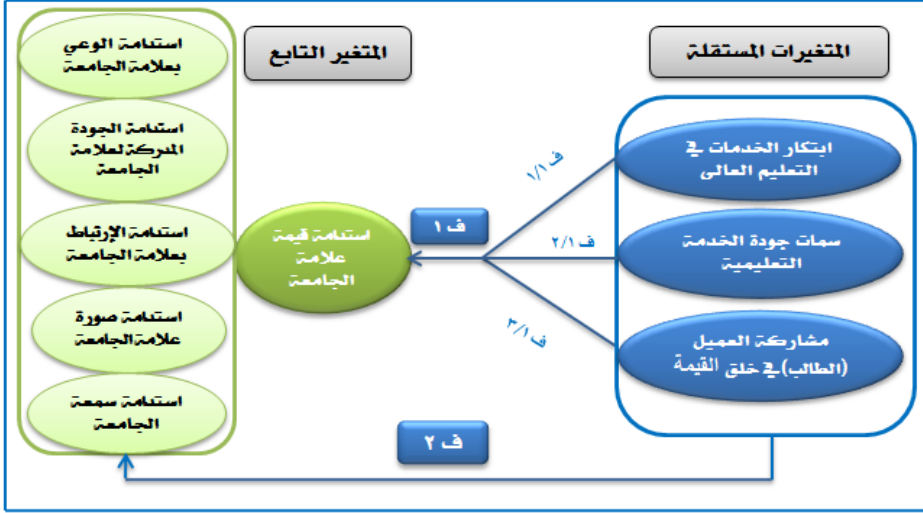 المتغيرات المستقلة
المتغير التابع
ابتكار الخدمات في
التعليم العالى
سمات جودة الخدمة
التعليمية
مشاركة العميل
(الطالب) في خلق القيمة
ف ١/١
ف ٢/١
ف ٣/١
ف ١
استدامة قيمة
علامة
الجامعة
استدامة الوعي
بعلامة الجامعة
استدامة الجودة
المدركة لعلامة
الجامعة
استدامة الإرتباط
بعلامة الجامعة
استدامة صورة
علامة الجامعة
استدامة سمعة
الجامعة
ف ٢